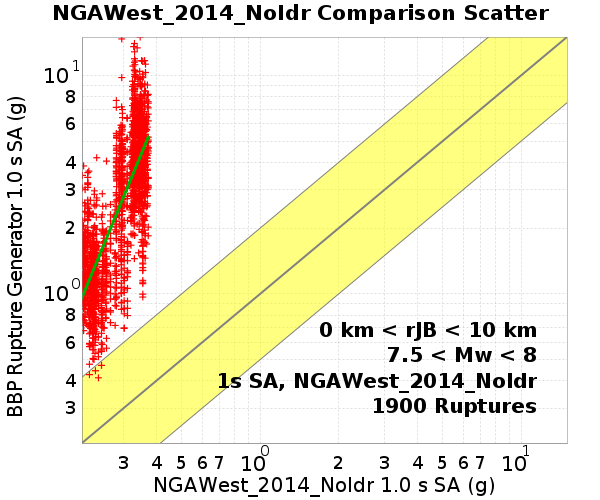 NGAWest_2014_NoIdr Comparison Scatter
BBP Rupture Generator 1.0 s SA (g)
10^1
8
6
4
3
2
10^0
8
6
4
3
0 km < rJB < 10 km
7.5 < Mw < 8
1s SA, NGAWest_2014_NoIdr
1900 Ruptures
3 4 5 6 7 10^0 2 3 4 5 6 7 10^1
NGAWest_2014_NoIdr 1.0 s SA (g)